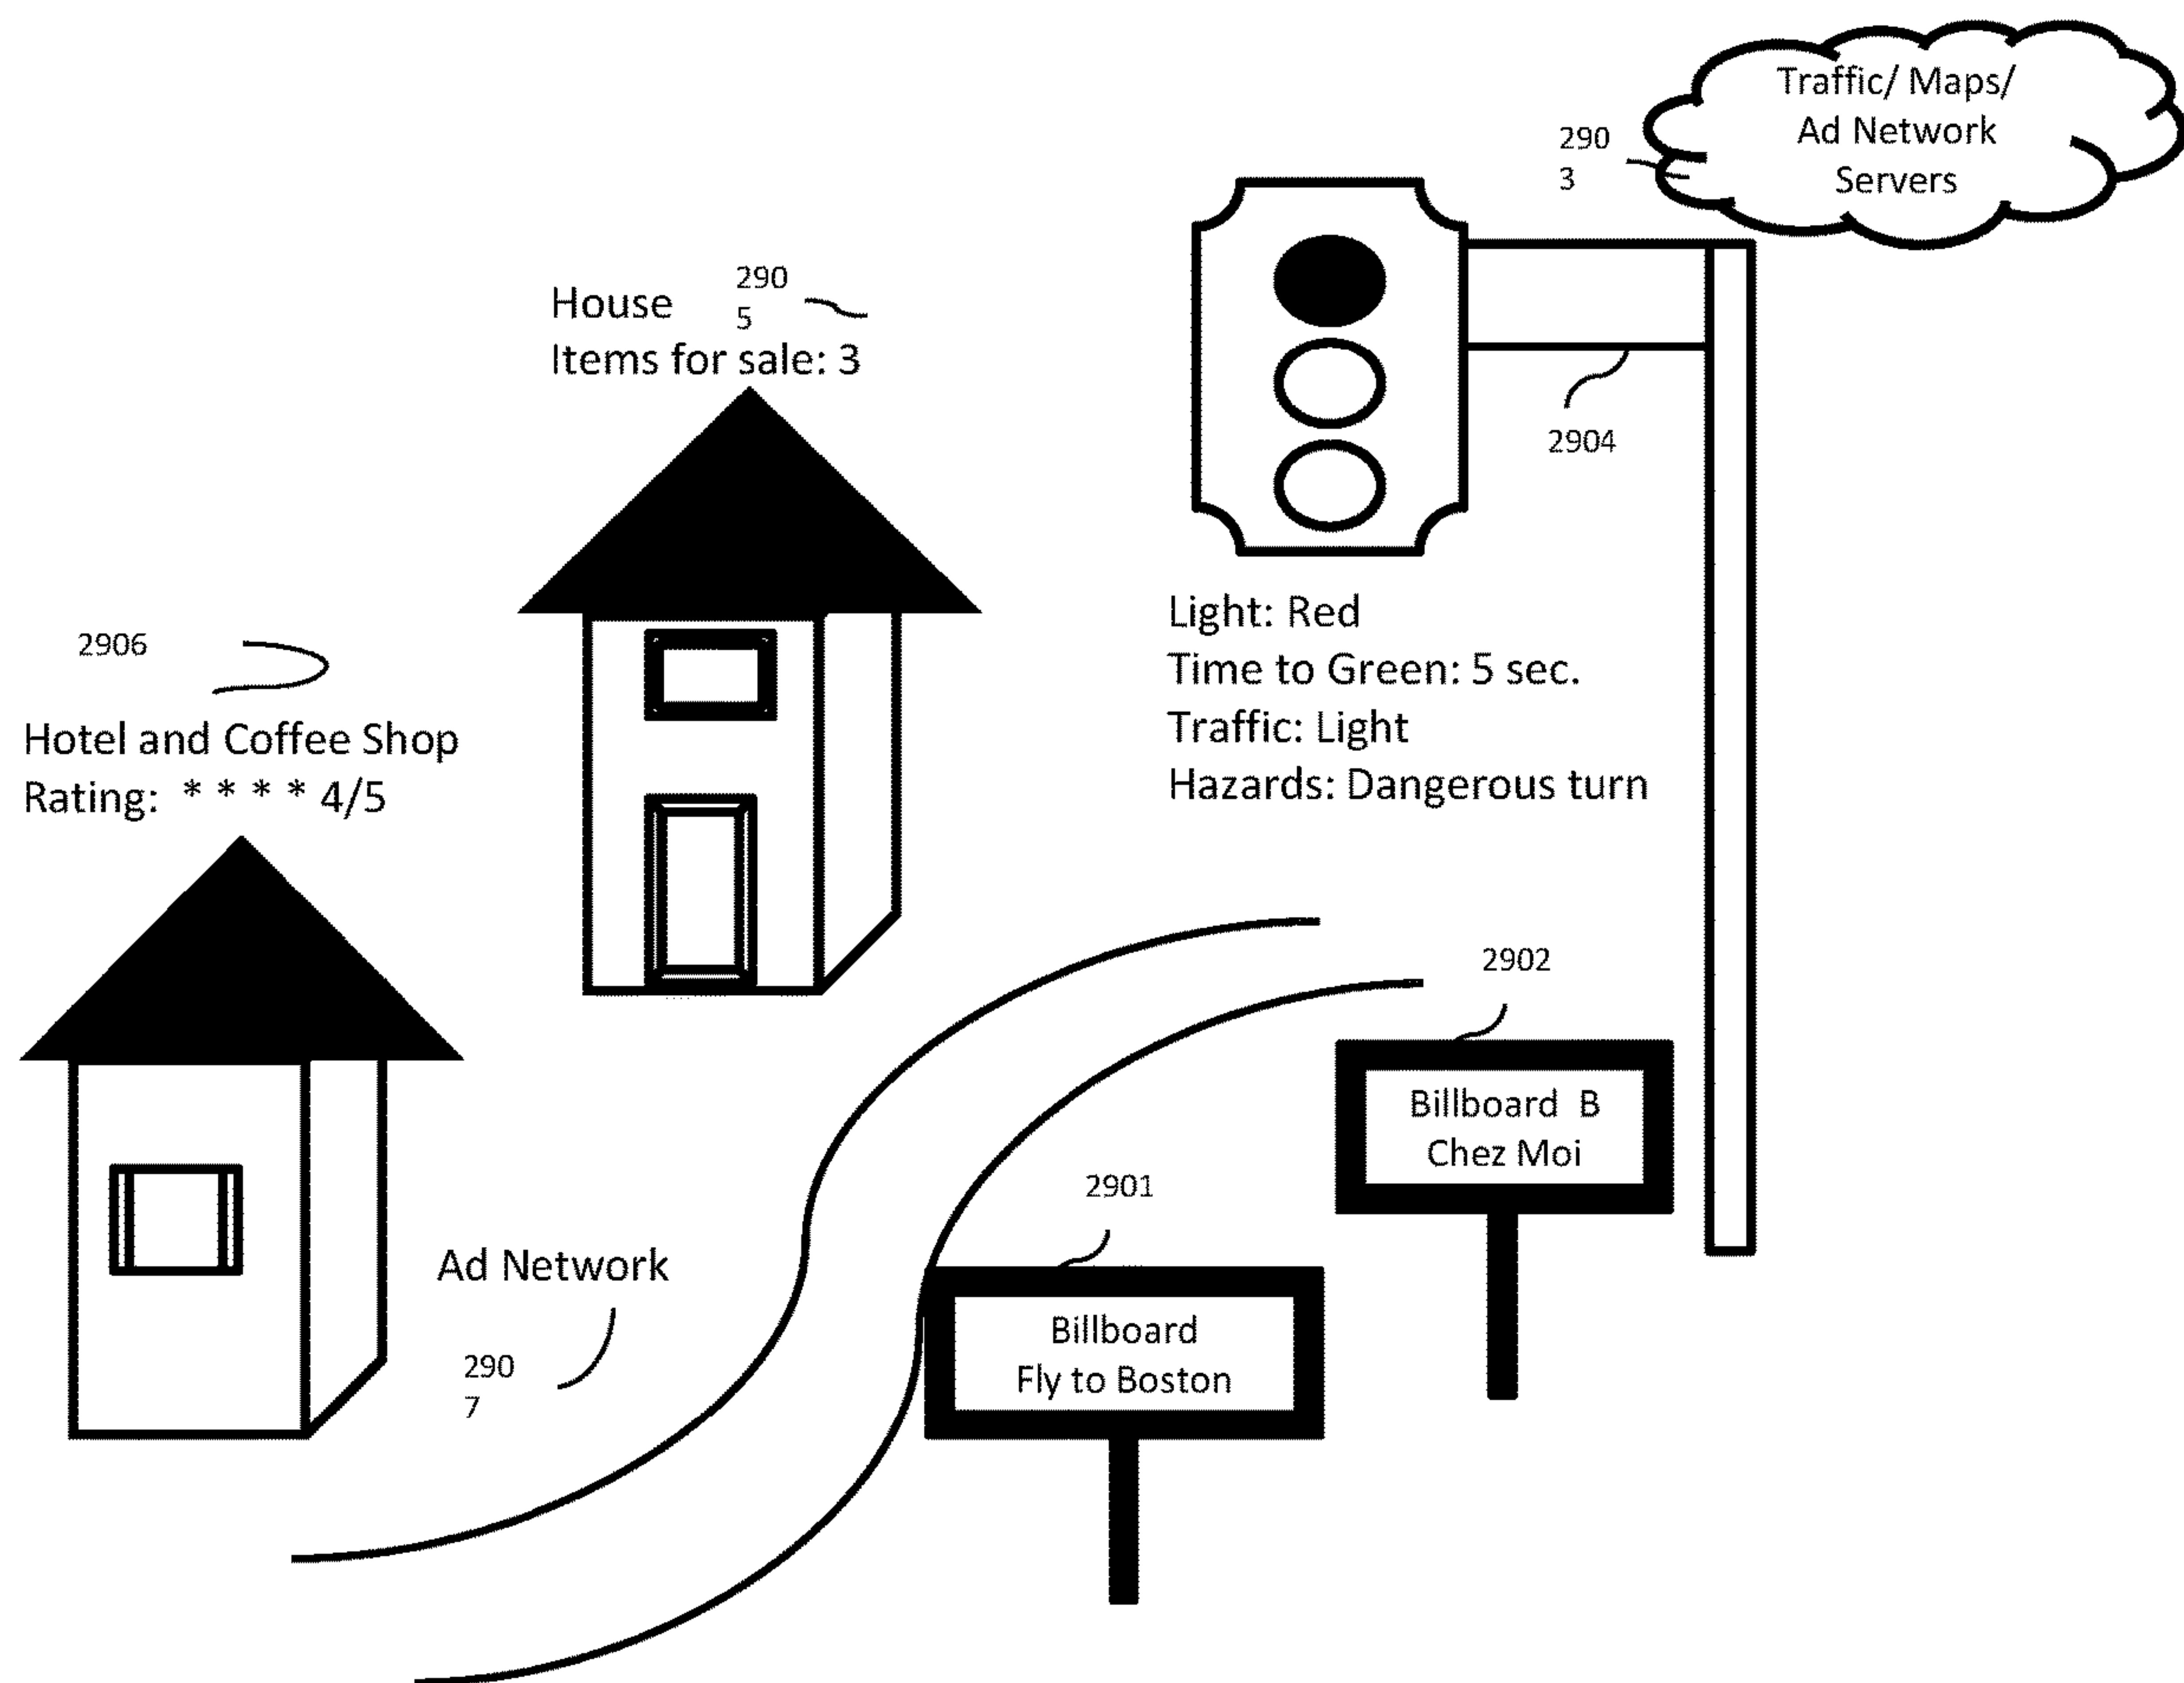 Traffic/ Maps/
Ad Network
Servers
290
3
House
290
5
Items for sale: 3
2904
Light: Red
Time to Green: 5 sec.
Traffic: Light
Hazards: Dangerous turn
2906
Hotel and Coffee Shop
Rating: * * * * 4/5
2902
Billboard  B
Chez Moi
2901
Billboard
Fly to Boston
Ad Network
290
7